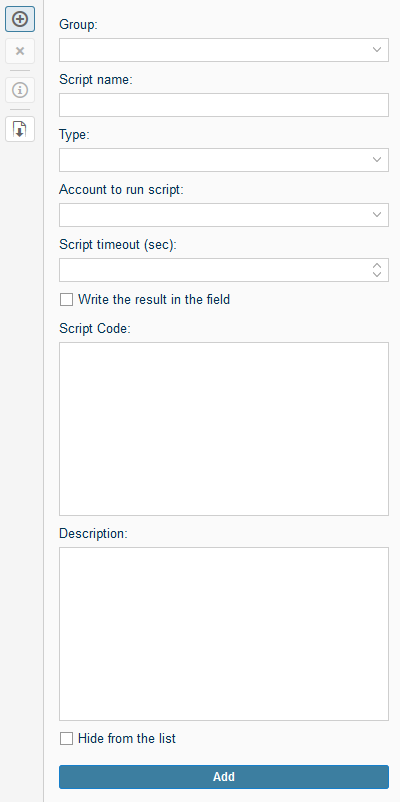 Group:
Script name:
Type:
Account to run script:
Script timeout (sec):
Write the result in the field
Script Code:
Description:
Hide from the list
Add